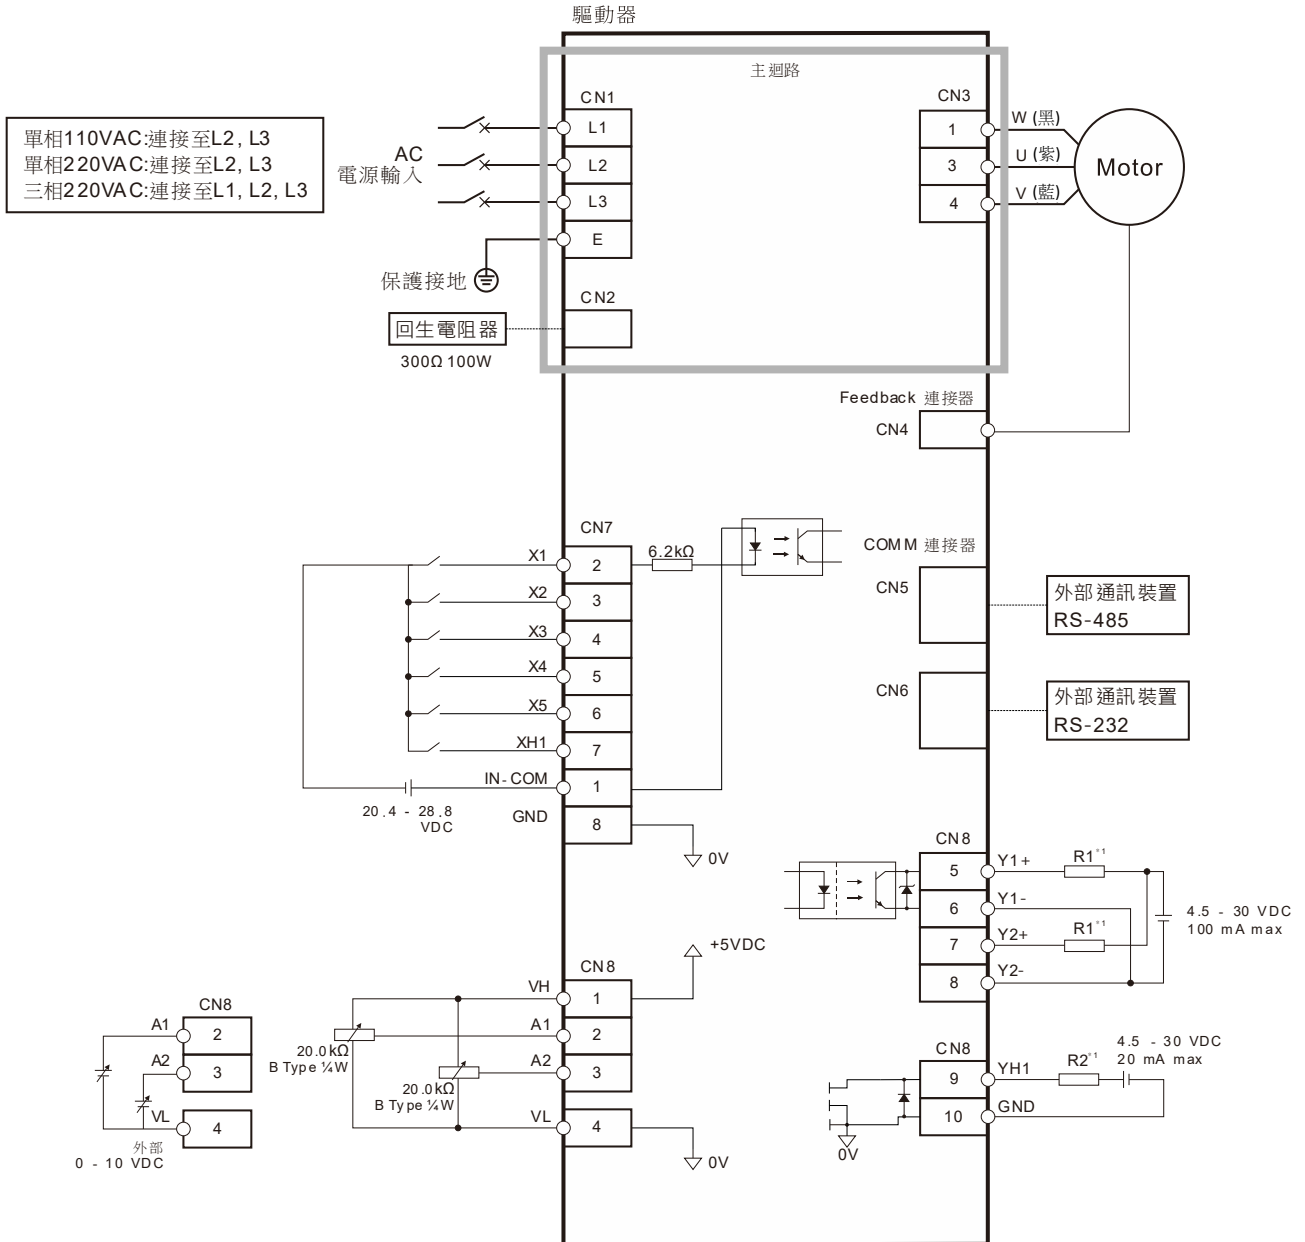 驅動器
主迴路
單相110VAC:連接至L2, L3
單相220VAC:連接至L2, L3
三相220VAC:連接至L1, L2, L3
AC
電源輸入
CN1
L1
L2
L3
E
保護接地
CN2
回生電阻器
300Ω 100W
CN3
1
3
4
W (黑)
U (紫)
V (藍)
Motor
Feedback 連接器
CN4
CN7
X1
2
6.2kΩ
X2
3
X3
4
X4
5
X5
6
XH1
7
IN-COM
1
20.4 - 28.8
VDC
GND
8
0V
COMM 連接器
CN5
外部通訊裝置
RS-485
CN6
外部通訊裝置
RS-232
CN8
5
Y1+
R1*1
6
Y1-
7
Y2+
R1*1
8
Y2-
4.5 - 30 VDC
100 mA max
+5VDC
CN8
VH
1
A1
2
A2
3
VL
4
20.0kΩ
B Type ¼W
20.0kΩ
B Type ¼W
0V
CN8
A1
2
A2
3
VL
4
外部
0 - 10 VDC
CN8
9
YH1
R2*1
4.5 - 30 VDC
20 mA max
10
GND
0V